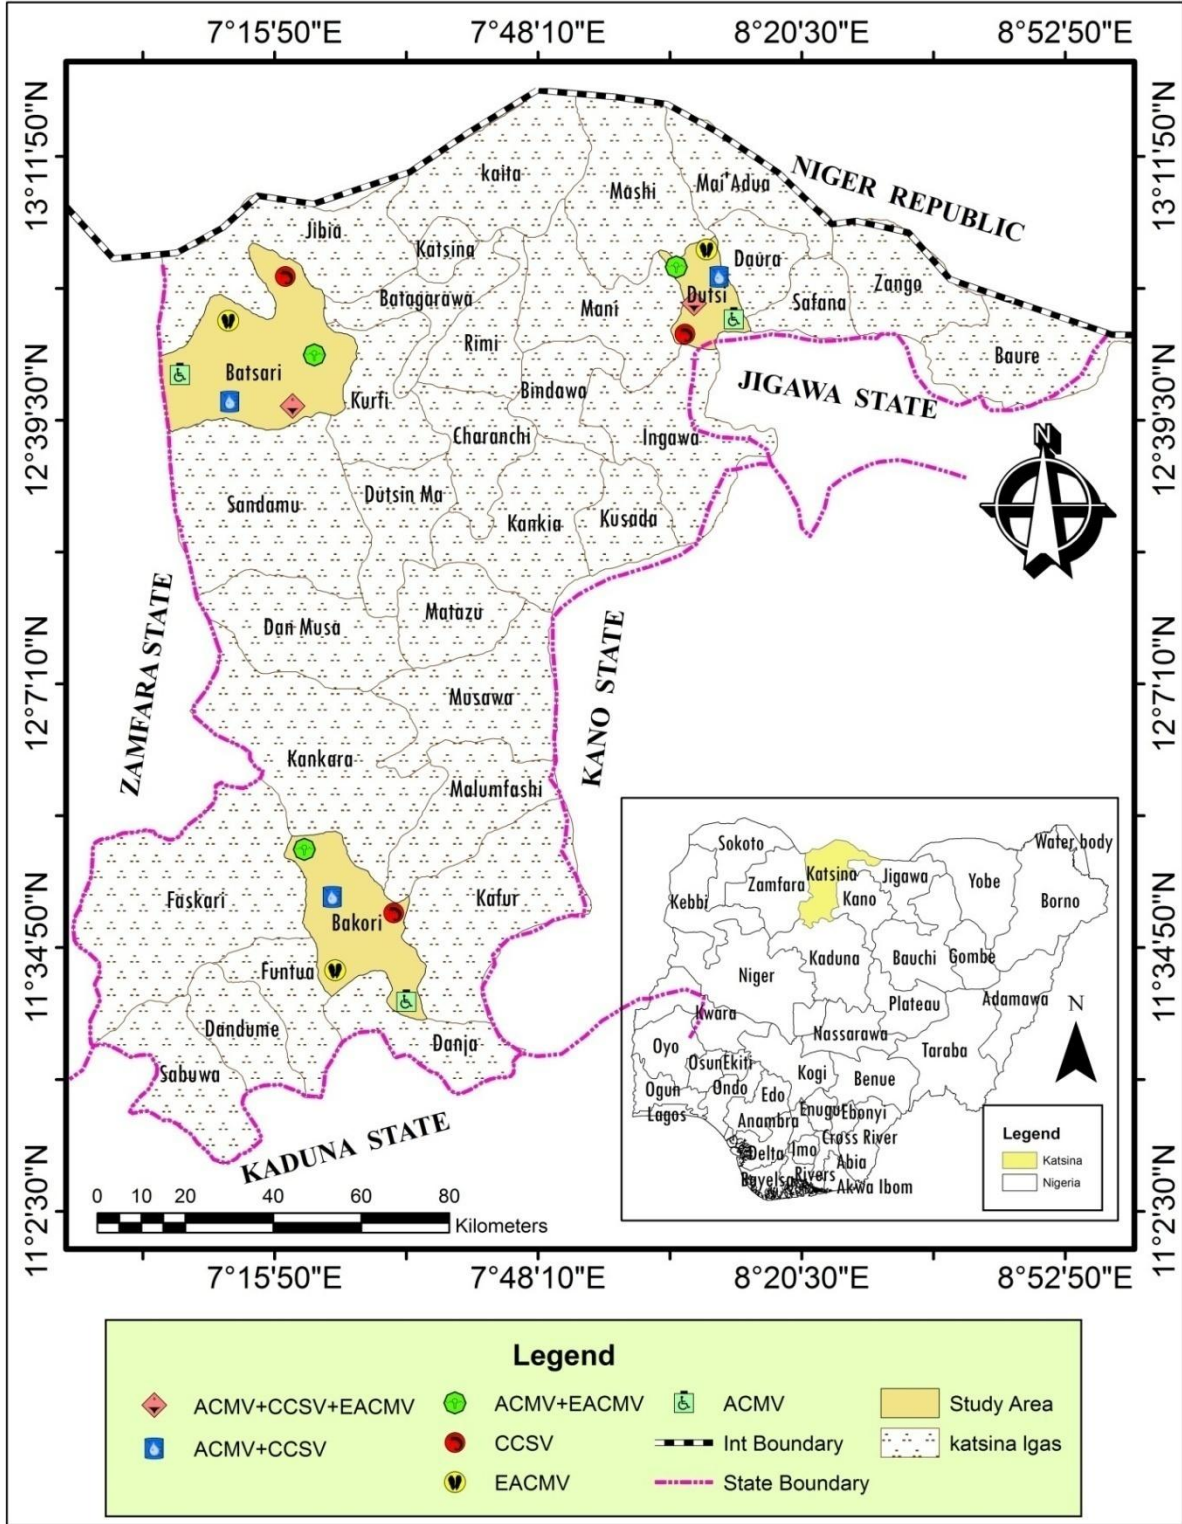 7°15'50"E 7°48'10"E 8°20'30"E 8°52'50"E
13°11'50"N
13°11'50"N
12°39'30"N
12°39'30"N
12°7'10"N
12°7'10"N
11°34'50"N
11°34'50"N
11°2'30"N
11°2'30"N
NIGER REPUBLIC
kaita
Mashi
Mai'Adua
Jibia
Katsina
Daura
Zango
Batagarawa
Mani
Dutsi
Safana
Rimi
Baure
Batsari
Kurfi
Bindawa
JIGAWA STATE
Charanchi
Ingawa
N
Sandamu
Dutsin Ma
Kankia
Kusada
ZAMFARA STATE
Dan Musa
Matazu
KANO STATE
Musawa
Kankara
Malumfashi
Faskari
Bakori
Kafur
Funtua
Dandume
Danja
Sabuwa
KADUNA STATE
0 10 20 40 60 80
Kilometers
Sokoto
Water body
Katsina
Jigawa
Yobe
Zamfara
Kano
Kebbi
Borno
Kaduna
Bauchi
Gombe
Niger
Plateau
Adamawa
Kwara
N
Nassarawa
Oyo
Taraba
Osun
Ekiti
Kogi
Benue
Ogun
Ondo
Edo
Lagos
Enugu
Ebonyi
Anambra
Cross River
Delta
Imo
Abia
Bayelsa
Rivers
Akwa Ibom
Legend
Katsina
Nigeria
7°15'50"E 7°48'10"E 8°20'30"E 8°52'50"E
Legend
ACMV+CCSV+EACMV ACMV+EACMV ACMV Study Area
ACMV+CCSV CCSV Int Boundary katsina lgas
EACMV State Boundary